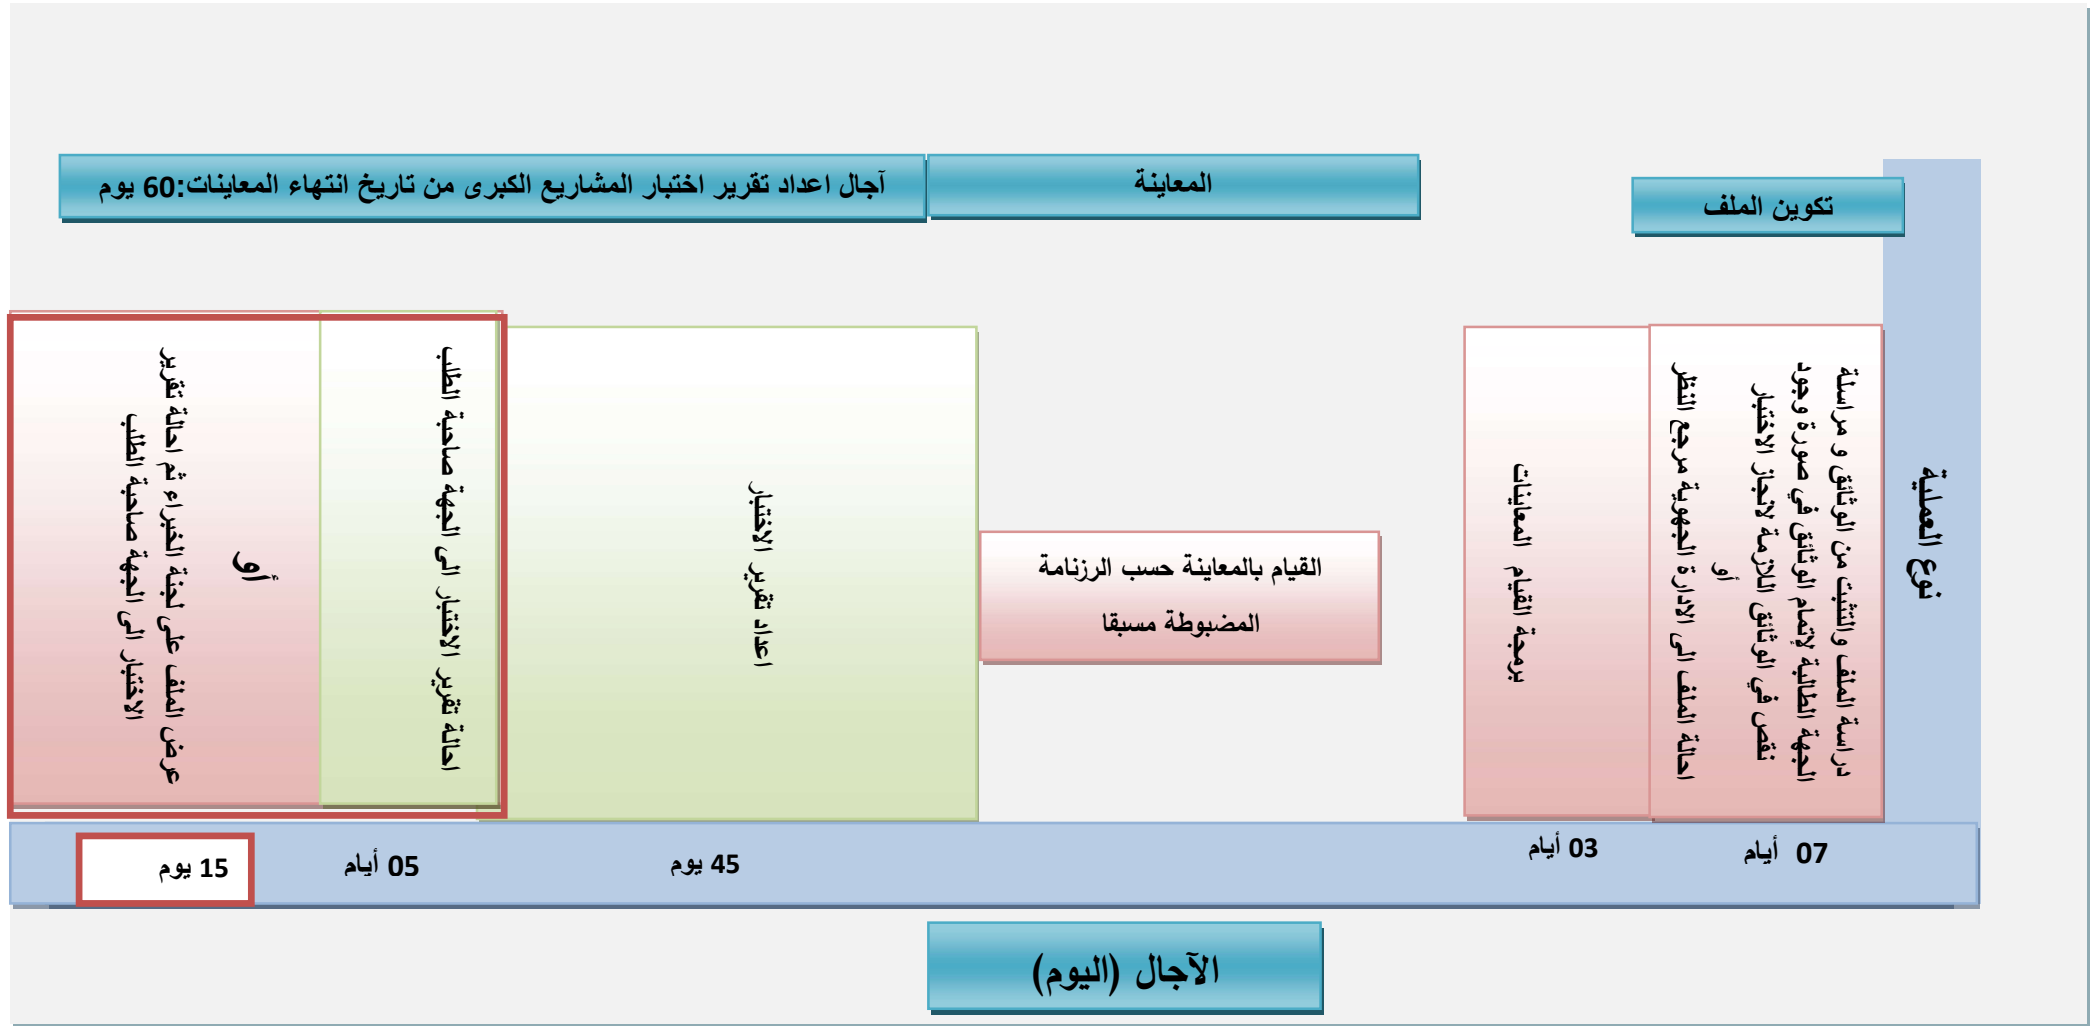 تكوين الملف
المعاينة
آجال اعداد تقرير اختبار المشاريع الكبرى من تاريخ انتهاء المعاينات:60 يوم
نوع العملية
دراسة الملف والتثبت من الوثائق و مراسلة
الجهة الطالبة لإتمام الوثائق في صورة وجود
نقص في الوثائق اللازمة لانجاز الاختبار
أو
احالة الملف الى الادارة الجهوية مرجع النظر
برمجة القيام المعاينات
القيام بالمعاينة حسب الرزنامة
المضبوطة مسبقا
اعداد تقرير الاختبار
احالة تقرير الاختبار الى الجهة صاحبة الطلب
أو
عرض الملف على لجنة الخبراء ثم احالة تقرير
الاختبار الى الجهة صاحبة الطلب
07 أيام
03 أيام
45 يوم
05 أيام
15 يوم
الآجال (اليوم)